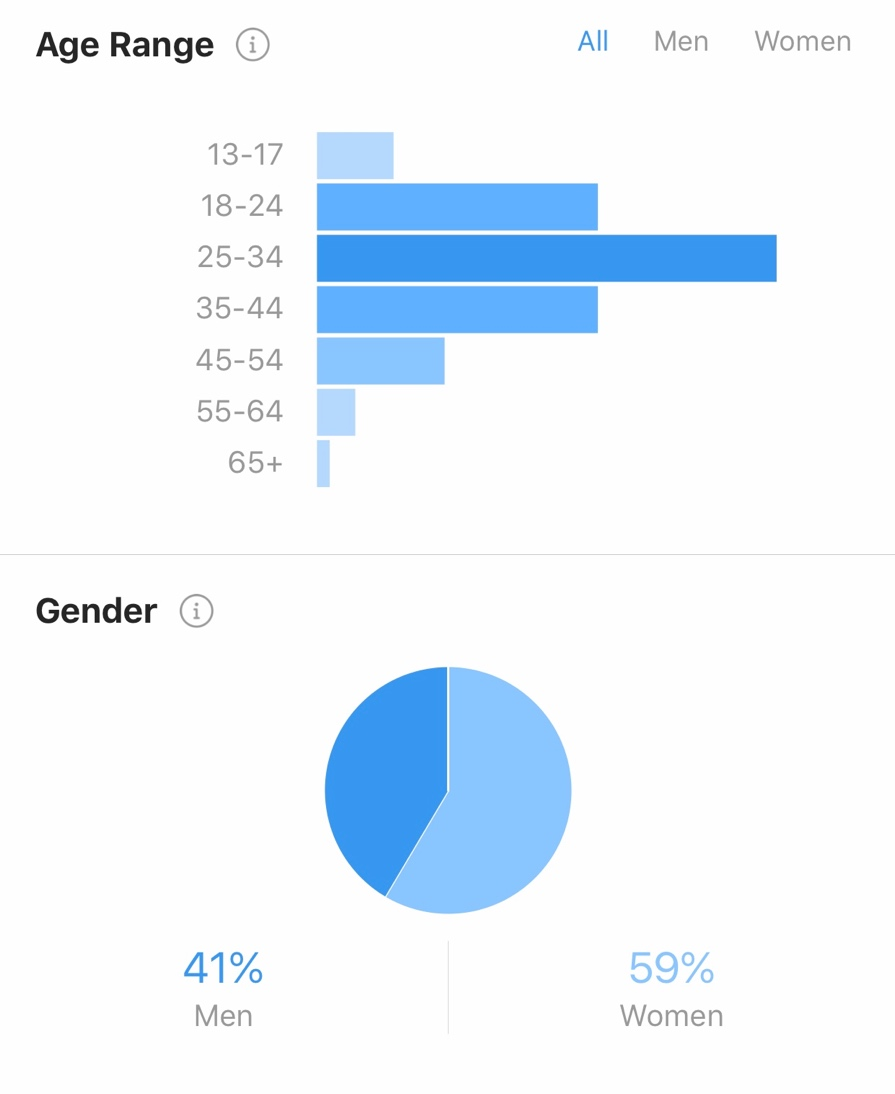 Age Range All Men Women
13-17
18-24
25-34
35-44
45-54
55-64
65+
Gender
41% 59%
Men Women